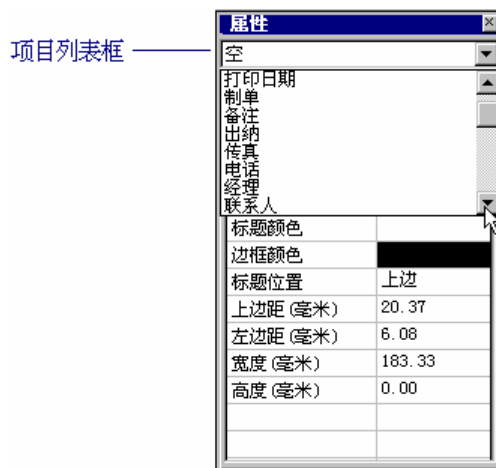 属性
项目列表框
空
打印日期
制单
备注
出纳
传真
电话
经理
联系人
标题颜色
边框颜色
标题位置 上边
上边距(毫米) 20.37
左边距(毫米) 6.08
宽度(毫米) 183.33
高度(毫米) 0.00